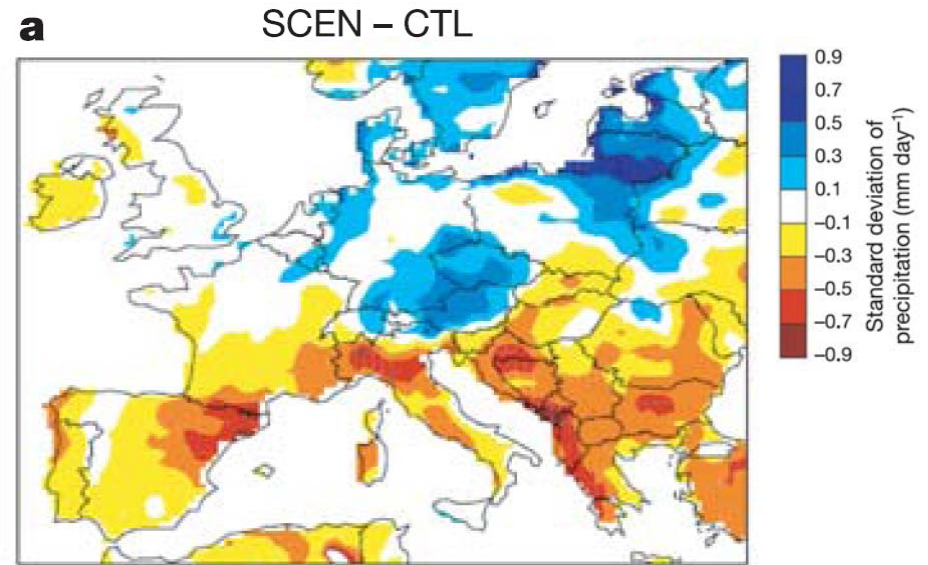 a
SCEN – CTL
0.9
0.7
0.5
0.3
0.1
–0.1
–0.3
–0.5
–0.7
–0.9
Standard deviation of
precipitation (mm day–1)